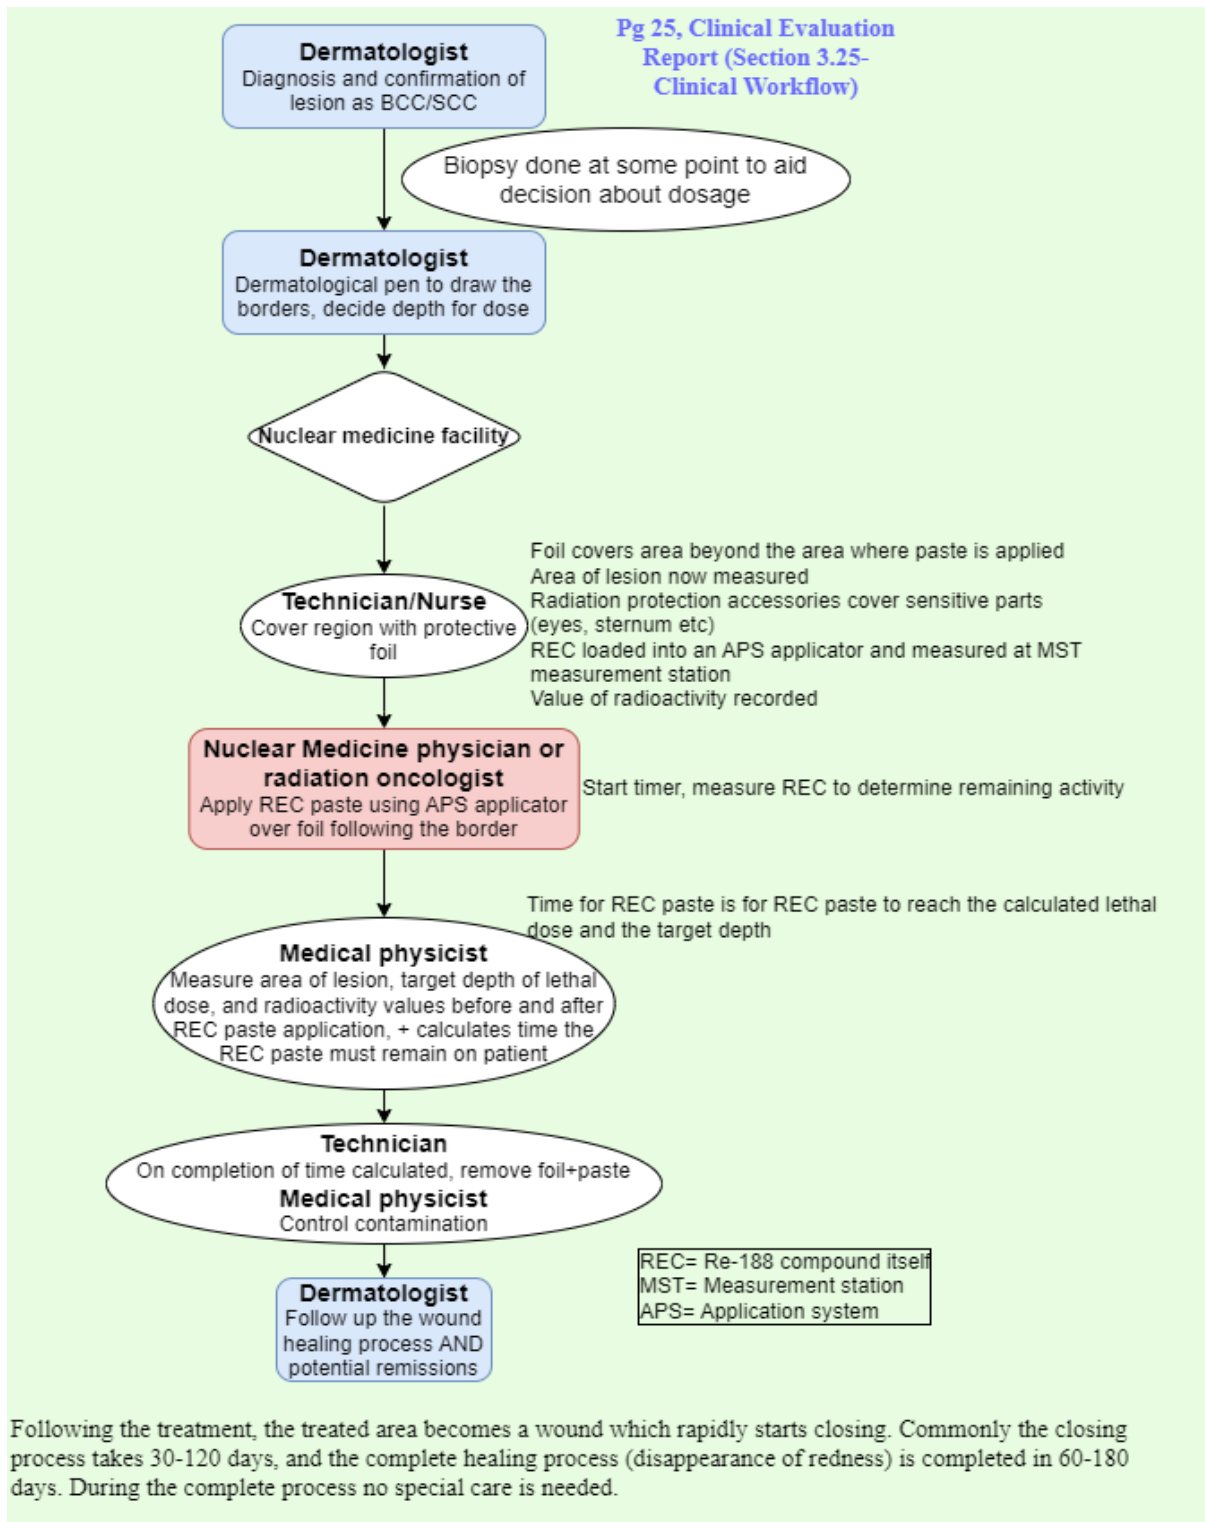 Pg 25, Clinical Evaluation
Report (Section 3.25-
Clinical Workflow)
Dermatologist
Diagnosis and confirmation of
lesion as BCC/SCC
Biopsy done at some point to aid
decision about dosage
Dermatologist
Dermatological pen to draw the
borders, decide depth for dose
Nuclear medicine facility
Technician/Nurse
Cover region with protective
foil
Foil covers area beyond the area where paste is applied
Area of lesion now measured
Radiation protection accessories cover sensitive parts
(eyes, sternum etc)
REC loaded into an APS applicator and measured at MST
measurement station
Value of radioactivity recorded
Nuclear Medicine physician or
radiation oncologist
Apply REC paste using APS applicator
over foil following the border
Start timer, measure REC to determine remaining activity
Time for REC paste is for REC paste to reach the calculated lethal
dose and the target depth
Medical physicist
Measure area of lesion, target depth of lethal
dose, and radioactivity values before and after
REC paste application, + calculates time the
REC paste must remain on patient
Technician
On completion of time calculated, remove foil+paste
Medical physicist
Control contamination
REC= Re-188 compound itself
MST= Measurement station
APS= Application system
Dermatologist
Follow up the wound
healing process AND
potential remissions
Following the treatment, the treated area becomes a wound which rapidly starts closing. Commonly the closing
process takes 30-120 days, and the complete healing process (disappearance of redness) is completed in 60-180
days. During the complete process no special care is needed.